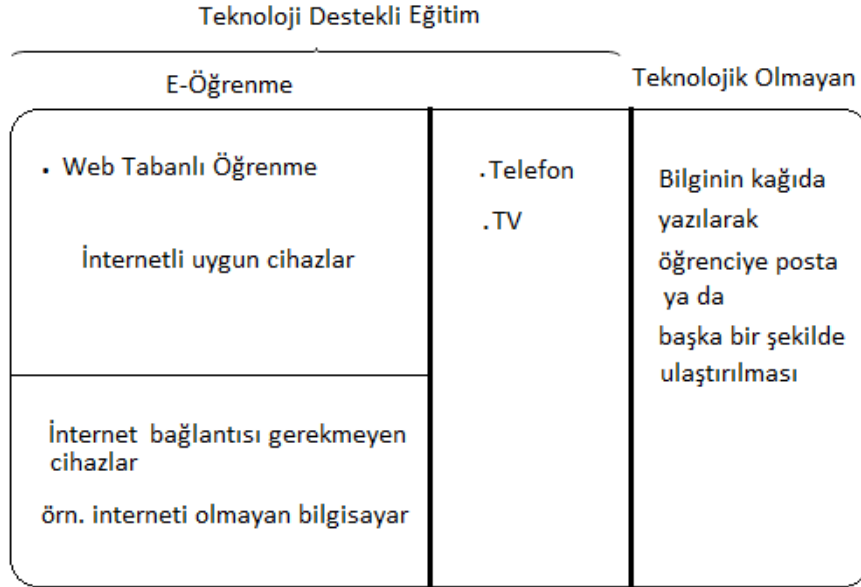 Teknoloji Destekli Eğitim
E-Öğrenme
Teknolojik Olmayan
. Web Tabanlı Öğrenme
İnternetli uygun cihazlar
İnternet bağlantısı gerekmeyen
cihazlar
örn. interneti olmayan bilgisayar
.Telefon
.TV
Bilginin kağıda
yazılarak
öğrenciye posta
ya da
başka bir şekilde
ulaştırılması